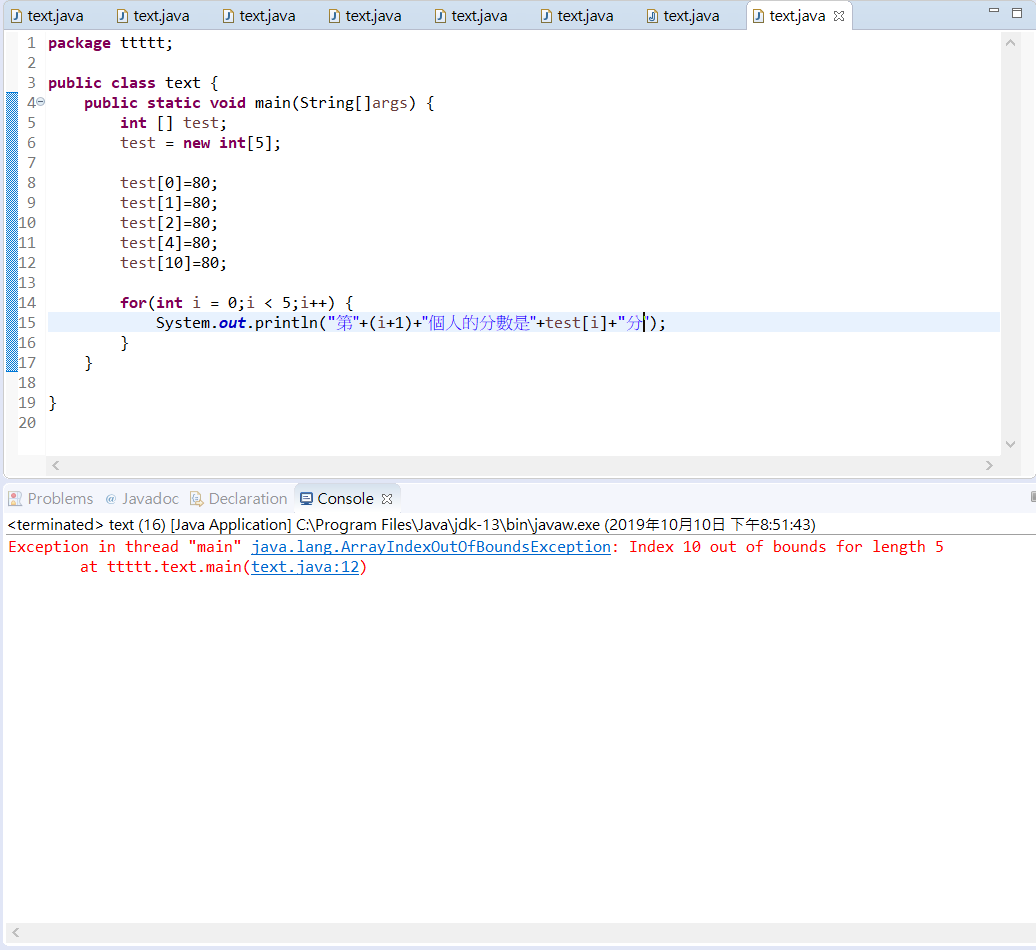 text.java text.java text.java text.java text.java text.java text.java text.java
1 package ttttt;
2
3 public class text {
4 public static void main(String[]args) {
5 int [] test;
6 test = new int[5];
7
8 test[0]=80;
9 test[1]=80;
10 test[2]=80;
11 test[4]=80;
12 test[10]=80;
13
14 for(int i = 0;i < 5;i++) {
15 System.out.println("第"+(i+1)+"個人的分數是"+test[i]+"分");
16 }
17 }
18
19 }
20
Problems @ Javadoc Declaration Console
<terminated> text (16) [Java Application] C:\Program Files\Java\jdk-13\bin\javaw.exe (2019年10月10日 下午8:51:43)
Exception in thread "main" java.lang.ArrayIndexOutOfBoundsException: Index 10 out of bounds for length 5
at ttttt.text.main(text.java:12)